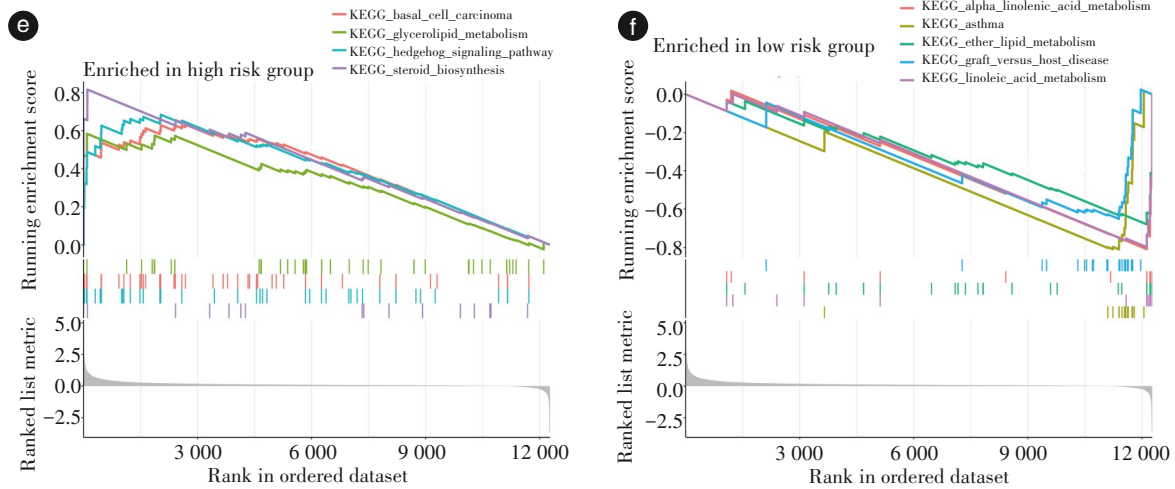 e
KEGG_basal_cell_carcinoma
KEGG_glycerolipid_metabolism
KEGG_hedgehog_signaling_pathway
KEGG_steroid_biosynthesis
Enriched in high risk group
Running enrichment score
0.8
0.6
0.4
0.2
0.0
Ranked list metric
5.0
2.5
0.0
−2.5
3 000 6 000 9 000 12 000
Rank in ordered dataset
f
KEGG_alpha_linolenic_acid_metabolism
KEGG_asthma
KEGG_ether_lipid_metabolism
KEGG_graft_versus_host_disease
KEGG_linoleic_acid_metabolism
Enriched in low risk group
Running enrichment score
0.0
−0.2
−0.4
−0.6
−0.8
Ranked list metric
5.0
2.5
0.0
−2.5
3 000 6 000 9 000 12 000
Rank in ordered dataset